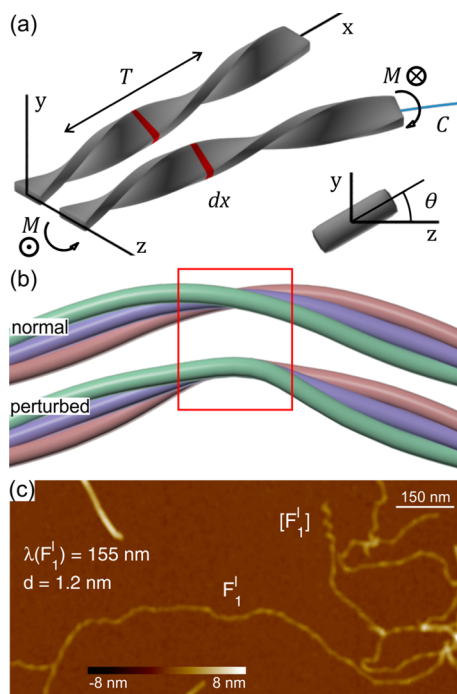 (a)
x
T
y
M ⊗
C
dx
M
⊙
z
y
θ
z
(b)
normal
perturbed
(c)
150 nm
[F₁ᴵ]
λ(F₁ᴵ) = 155 nm
d = 1.2 nm
F₁ᴵ
-8 nm 8 nm